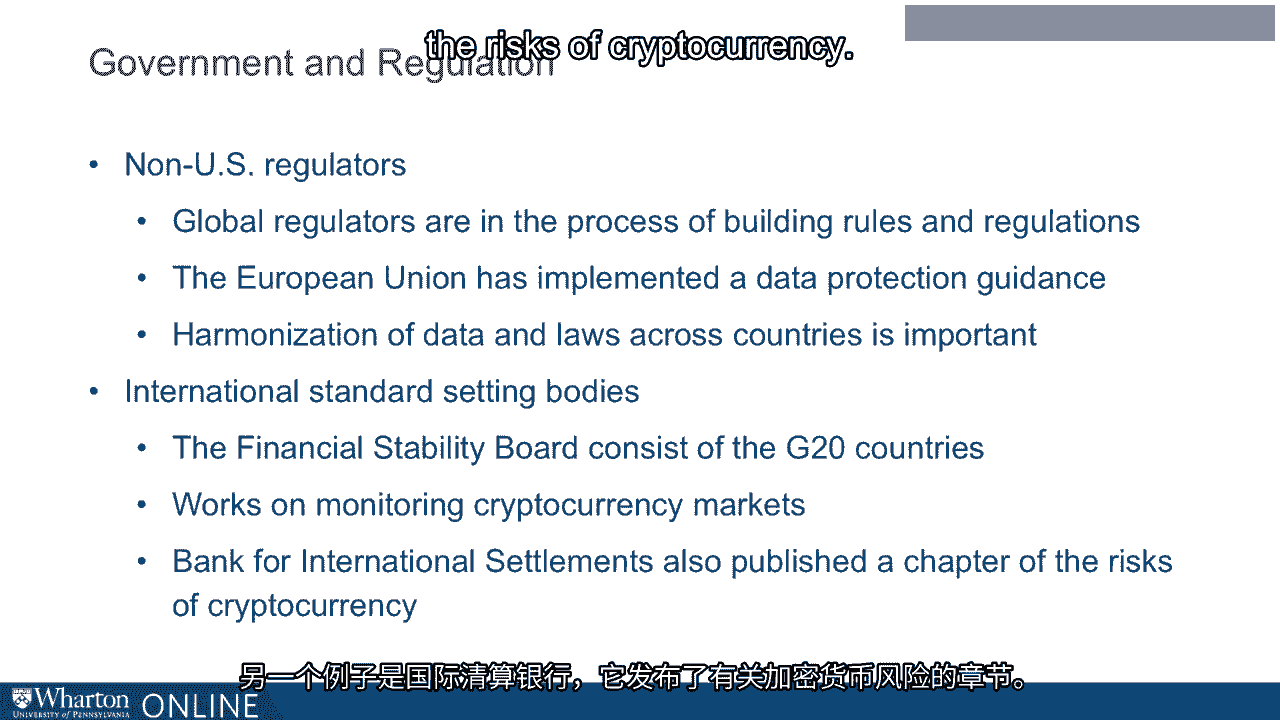 the risks of cryptocurrency.
Government and Regulation
• Non-U.S. regulators
• Global regulators are in the process of building rules and regulations
• The European Union has implemented a data protection guidance
• Harmonization of data and laws across countries is important
• International standard setting bodies
• The Financial Stability Board consist of the G20 countries
• Works on monitoring cryptocurrency markets
• Bank for International Settlements also published a chapter of the risks
of cryptocurrency
另一个例子是国际清算银行，它发布了有关加密货币风险的章节。
Wharton ONLINE
UNIVERSITY of PENNSYLVANIA